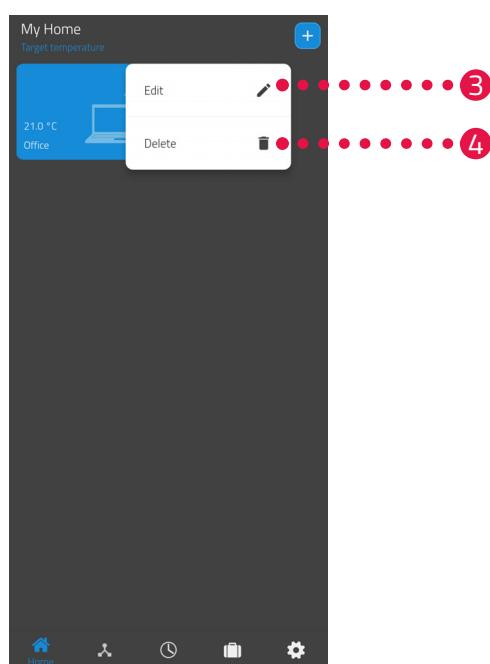 My Home
Target temperature
+
Edit
3
21.0 °C
Office
Delete
4
Home